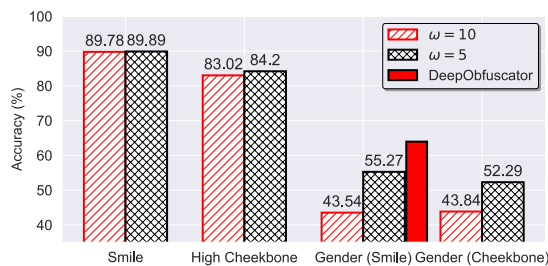 100
90
80
70
60
50
40
Accuracy (%)
89.78 89.89
83.02 84.2
43.54 55.27
43.84 52.29
ω = 10
ω = 5
DeepObfuscator
Smile High Cheekbone Gender (Smile) Gender (Cheekbone)